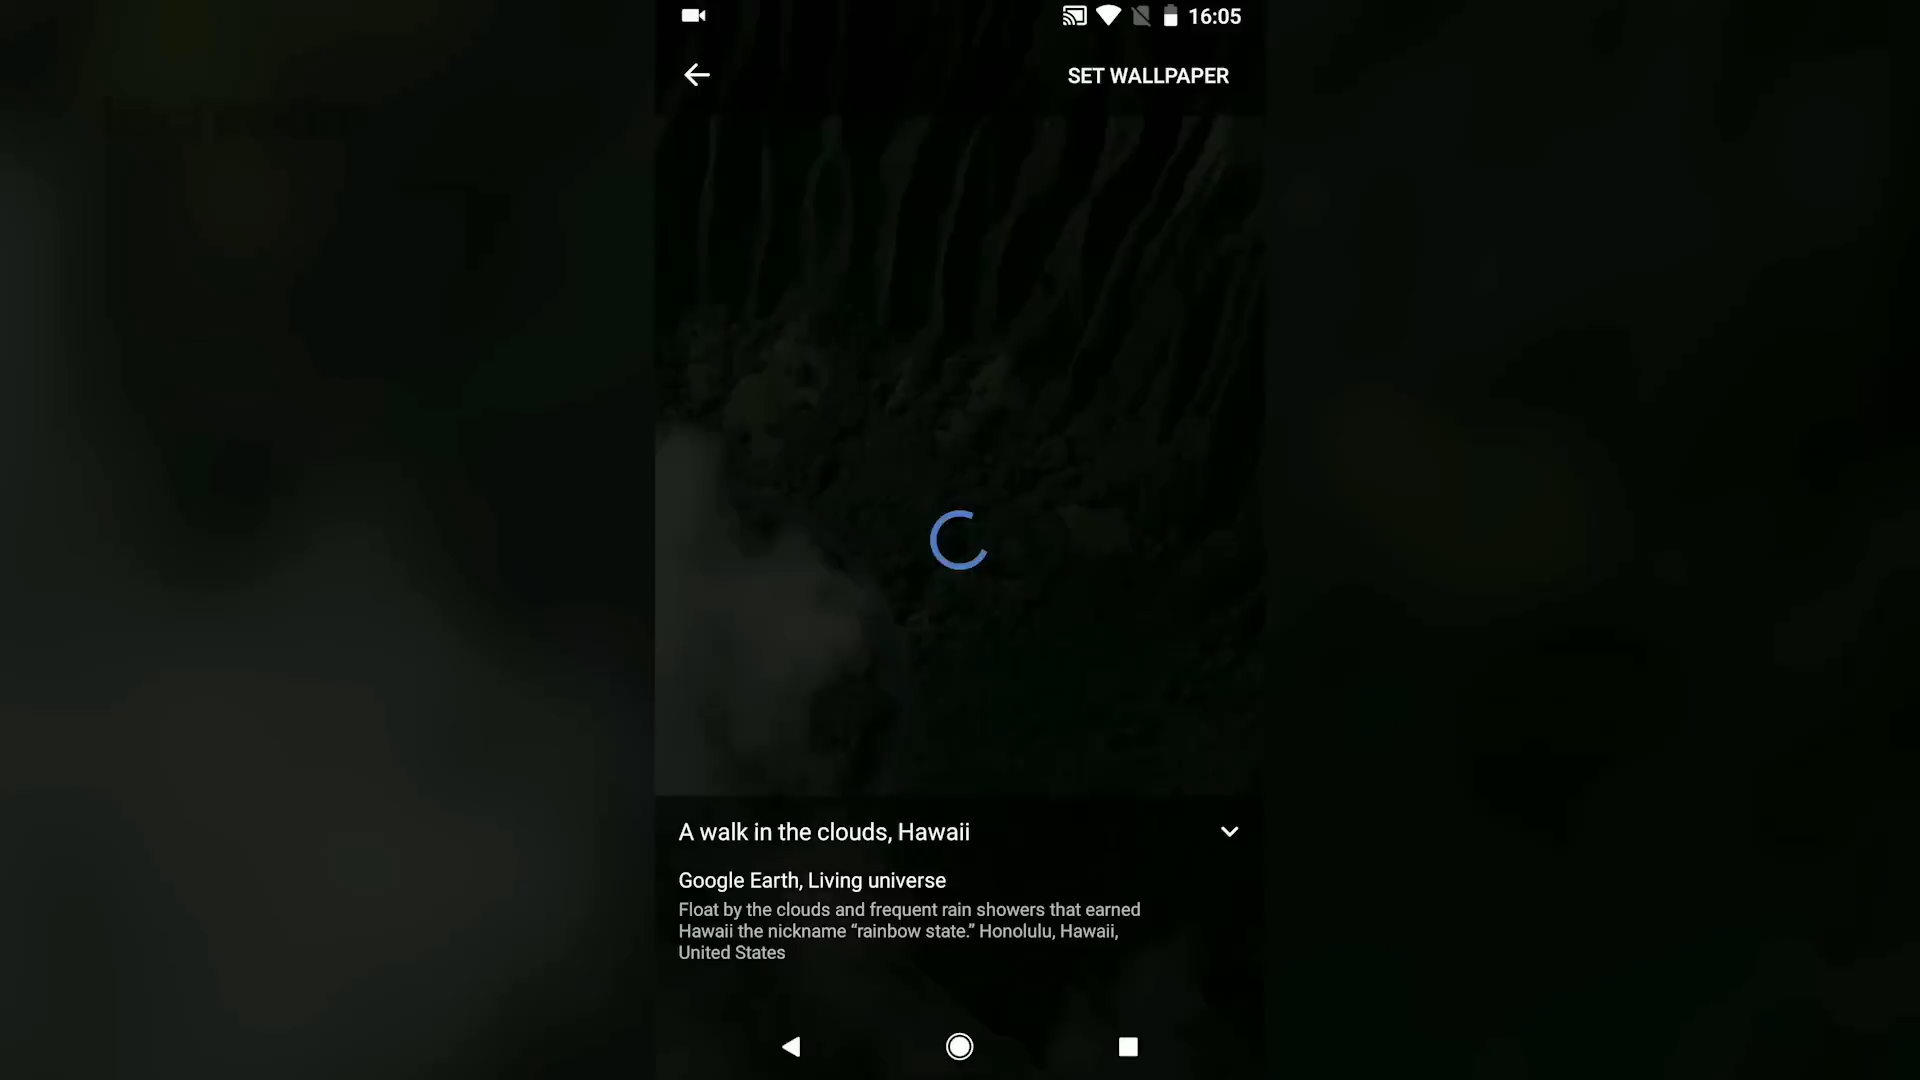 16:05
SET WALLPAPER
A walk in the clouds, Hawaii
Google Earth, Living universe
Float by the clouds and frequent rain showers that earned
Hawaii the nickname “rainbow state.” Honolulu, Hawaii,
United States